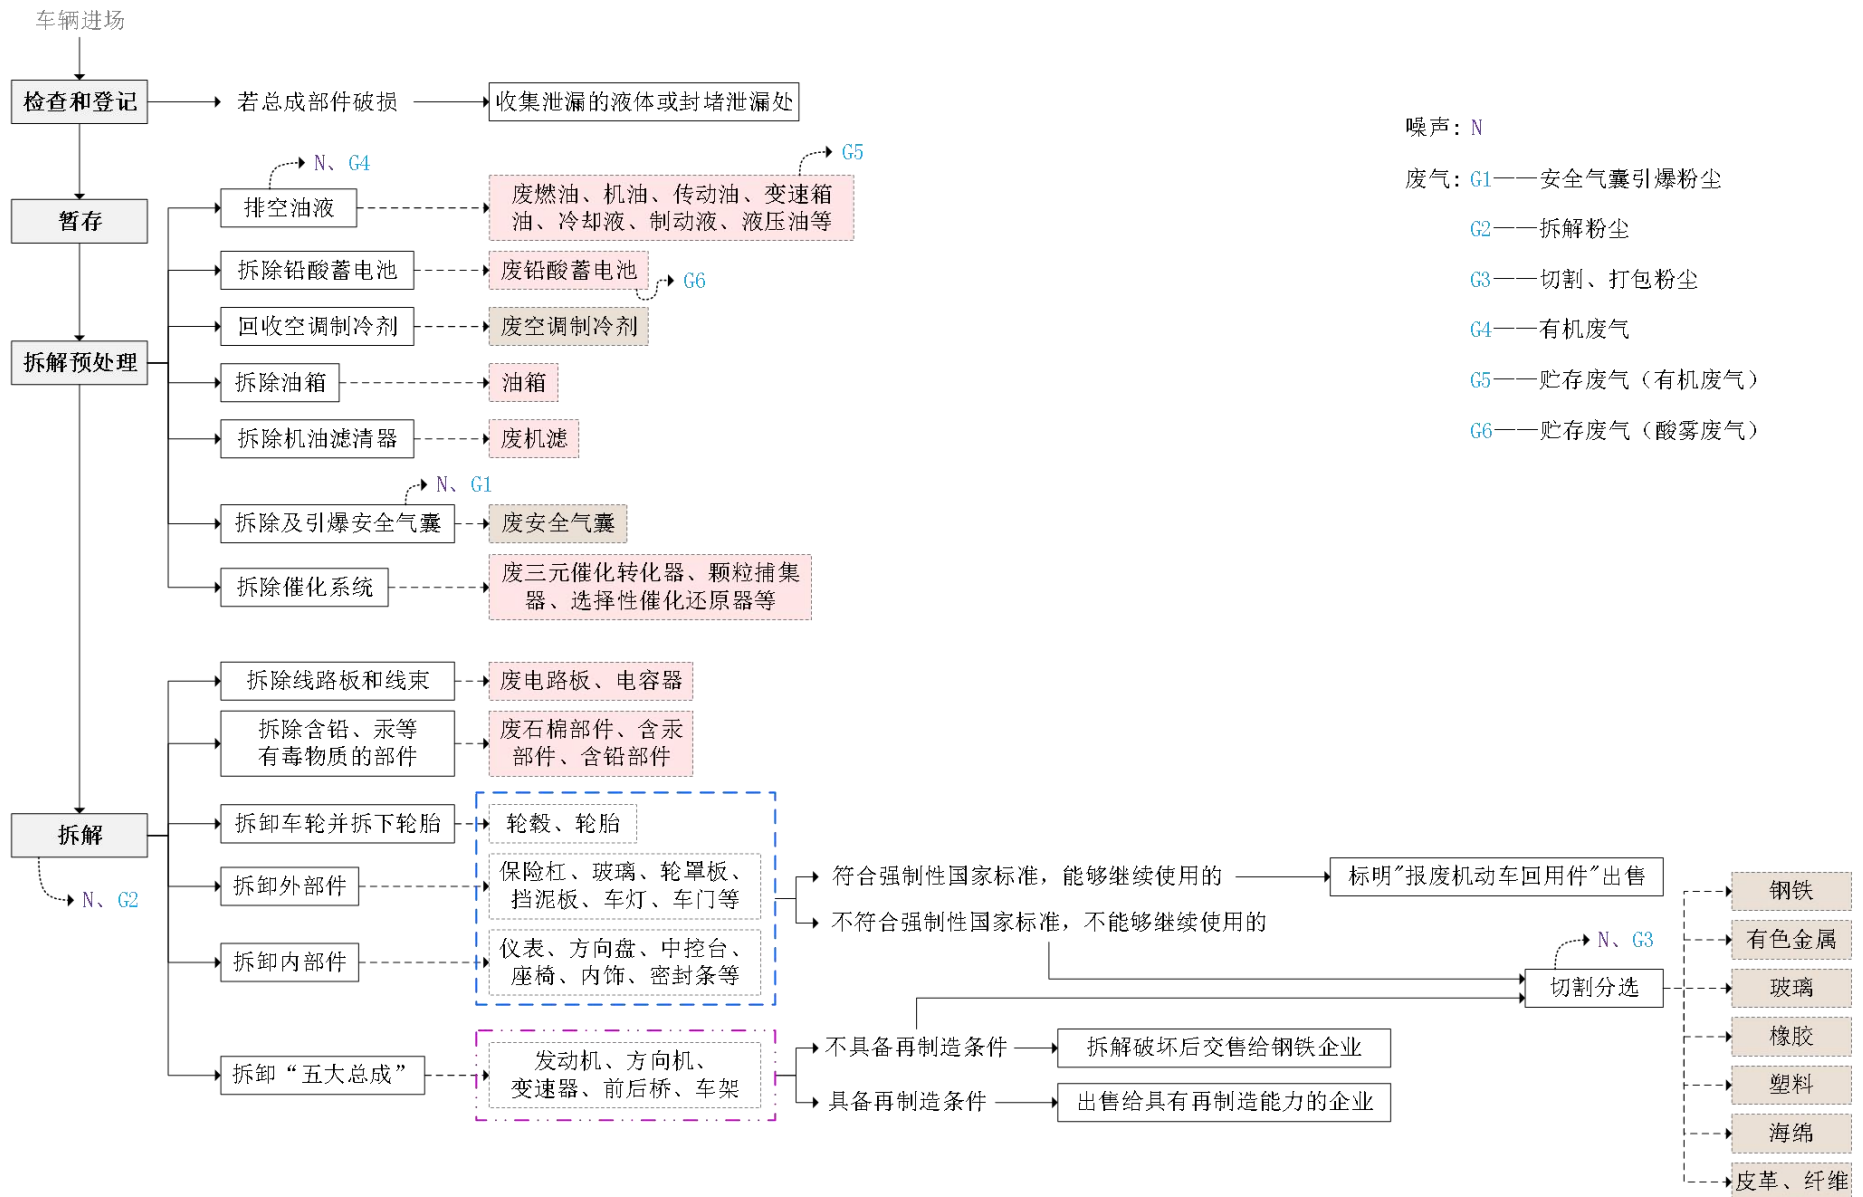 车辆进场
检查和登记
若总成部件破损
收集泄漏的液体或封堵泄漏处
噪声: N
废气: G1——安全气囊引爆粉尘
G2——拆解粉尘
G3——切割、打包粉尘
G4——有机废气
G5——贮存废气（有机废气）
G6——贮存废气（酸雾废气）
暂存
拆解预处理
N、G4
G5
排空油液
废燃油、机油、传动油、变速箱
油、冷却液、制动液、液压油等
拆除铅酸蓄电池
废铅酸蓄电池
G6
回收空调制冷剂
废空调制冷剂
拆除油箱
油箱
拆除机油滤清器
废机滤
N、G1
拆除及引爆安全气囊
废安全气囊
拆除催化系统
废三元催化转化器、颗粒捕集
器、选择性催化还原器等
拆解
N、G2
拆除线路板和线束
废电路板、电容器
拆除含铅、汞等
有毒物质的部件
废石棉部件、含汞
部件、含铅部件
拆卸车轮并拆下轮胎
轮毂、轮胎
拆卸外部件
保险杠、玻璃、轮罩板、
挡泥板、车灯、车门等
拆卸内部件
仪表、方向盘、中控台、
座椅、内饰、密封条等
符合强制性国家标准, 能够继续使用的
标明"报废机动车回用件"出售
不符合强制性国家标准, 不能够继续使用的
拆卸“五大总成”
发动机、方向机、
变速器、前后桥、车架
不具备再制造条件
拆解破坏后交售给钢铁企业
具备再制造条件
出售给具有再制造能力的企业
N、G3
切割分选
钢铁
有色金属
玻璃
橡胶
塑料
海绵
皮革、纤维